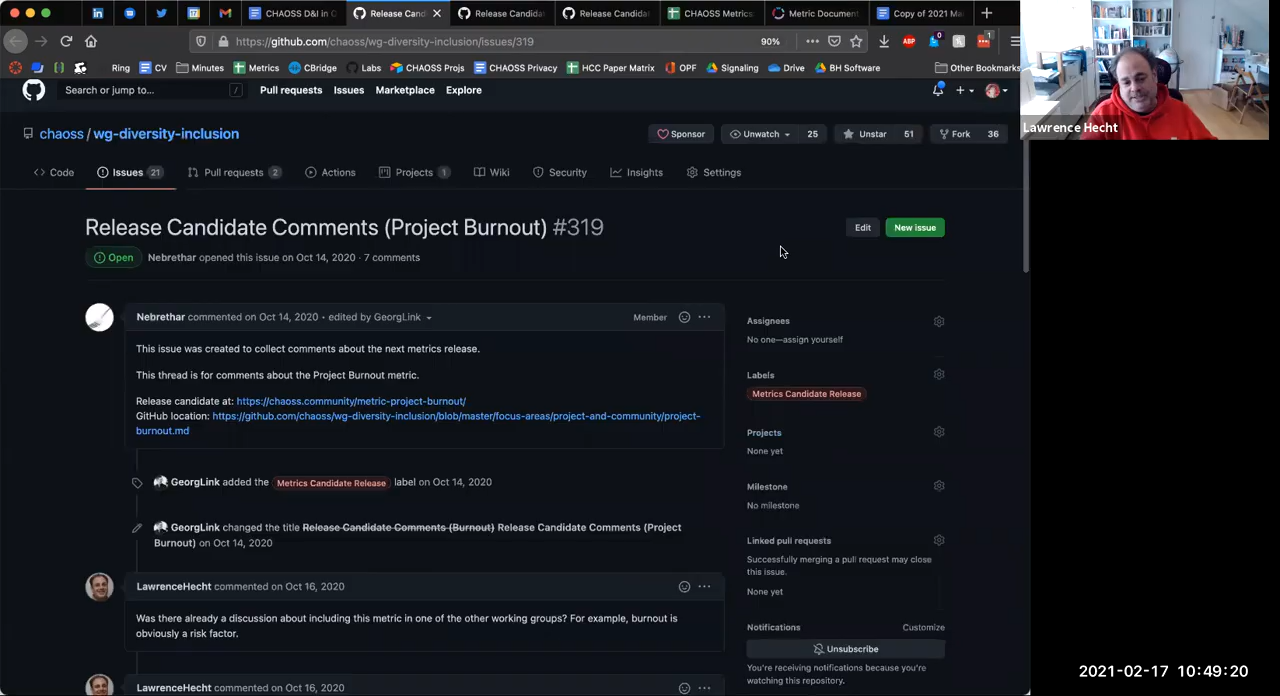 CHAOSS D&I in O
Release Cand
Release Candida
Release Candida
CHAOSS Metrics
Metric Document
Copy of 2021 Ma
https://github.com/chaoss/wg-diversity-inclusion/issues/319
90%
ABP
0
1
Ring
CV
Minutes
Metrics
CBridge
Labs
CHAOSS Projs
CHAOSS Privacy
HCC Paper Matrix
OPF
Signaling
Drive
BH Software
Other Bookmarks
Search or jump to...
/
Pull requests
Issues
Marketplace
Explore
Lawrence Hecht
chaoss / wg-diversity-inclusion
Sponsor
Unwatch
25
Unstar
51
Fork
36
Code
Issues 21
Pull requests 2
Actions
Projects 1
Wiki
Security
Insights
Settings
Release Candidate Comments (Project Burnout) #319
Edit
New issue
Open
Nebrethar opened this issue on Oct 14, 2020 · 7 comments
Nebrethar commented on Oct 14, 2020 • edited by GeorgLink
Member
This issue was created to collect comments about the next metrics release.
This thread is for comments about the Project Burnout metric.
Release candidate at: https://chaoss.community/metric-project-burnout/
GitHub location: https://github.com/chaoss/wg-diversity-inclusion/blob/master/focus-areas/project-and-community/project-
burnout.md
GeorgLink added the Metrics Candidate Release label on Oct 14, 2020
GeorgLink changed the title Release Candidate Comments (Burnout) Release Candidate Comments (Project
Burnout) on Oct 14, 2020
LawrenceHecht commented on Oct 16, 2020
Was there already a discussion about including this metric in one of the other working groups? For example, burnout is
obviously a risk factor.
LawrenceHecht commented on Oct 16, 2020
Assignees
No one—assign yourself
Labels
Metrics Candidate Release
Projects
None yet
Milestone
No milestone
Linked pull requests
Successfully merging a pull request may close
this issue.
None yet
Notifications
Customize
Unsubscribe
You're receiving notifications because you're
watching this repository.
2021-02-17 10:49:20